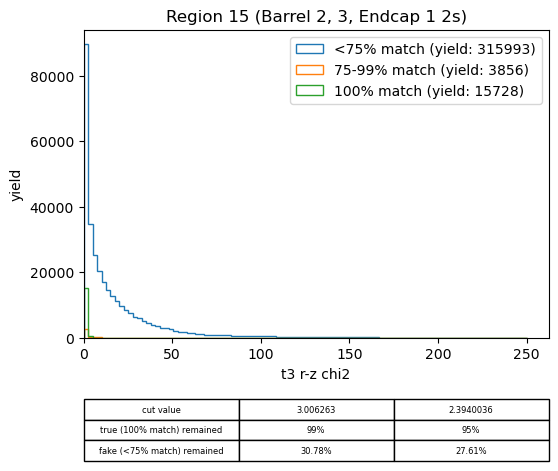 Region 15 (Barrel 2, 3, Endcap 1 2s)
<75% match (yield: 315993)
75-99% match (yield: 3856)
100% match (yield: 15728)
yield
80000
60000
40000
20000
0
0 50 100 150 200 250
t3 r-z chi2
cut value 3.006263 2.3940036
true (100% match) remained 99% 95%
fake (<75% match) remained 30.78% 27.61%